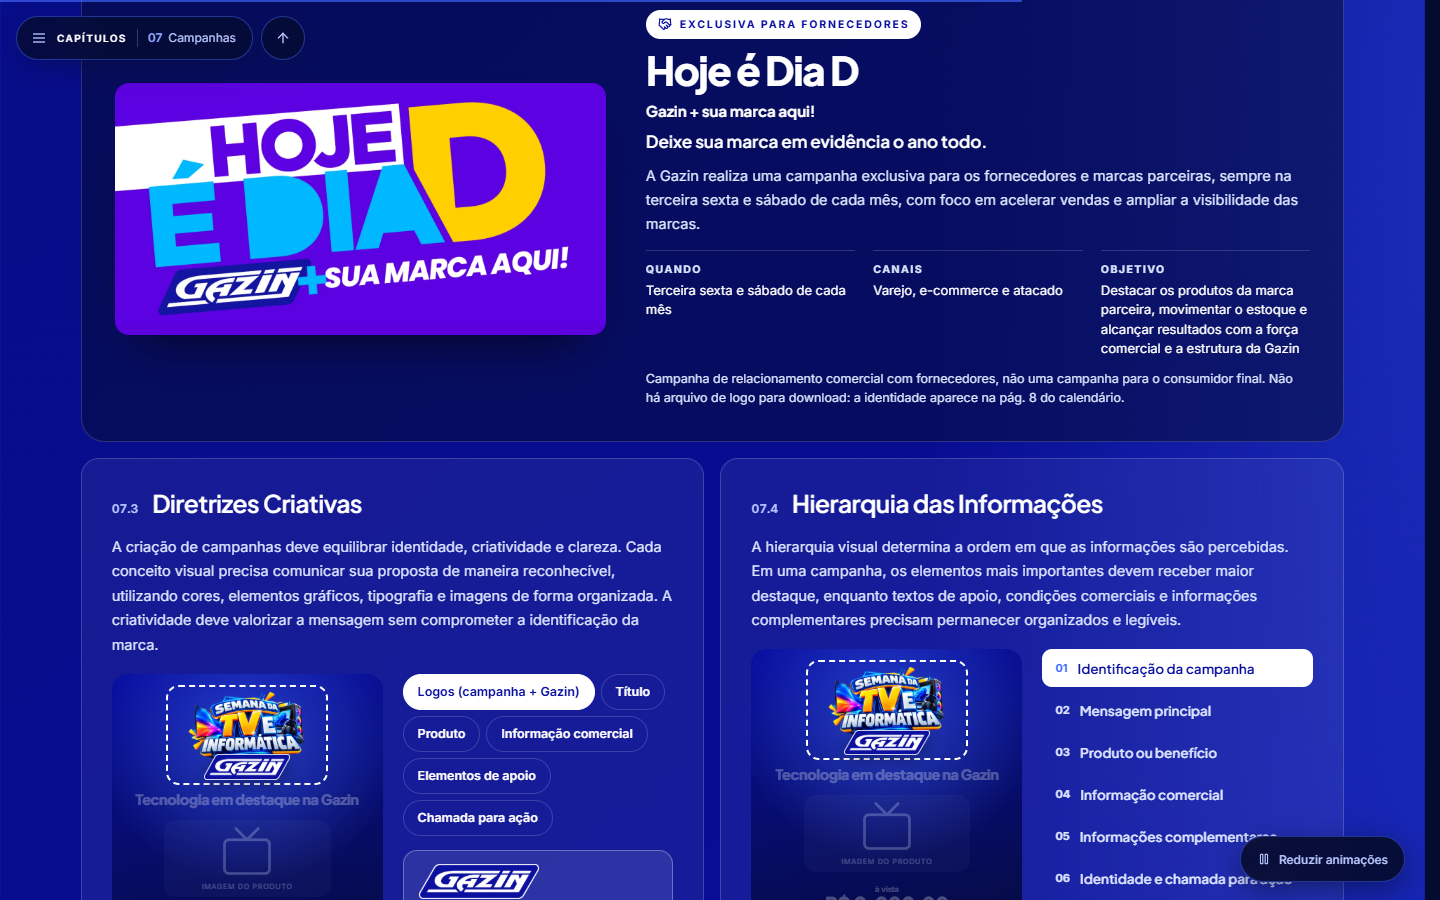 CAPÍTULOS
07 Campanhas
EXCLUSIVA PARA FORNECEDORES
Hoje é Dia D
Gazin + sua marca aqui!
Deixe sua marca em evidência o ano todo.
A Gazin realiza uma campanha exclusiva para os fornecedores e marcas parceiras, sempre na
terceira sexta e sábado de cada mês, com foco em acelerar vendas e ampliar a visibilidade das
marcas.
HOJE
É DIA D
GAZIN + SUA MARCA AQUI!
QUANDO
Terceira sexta e sábado de cada
mês
CANAIS
Varejo, e-commerce e atacado
OBJETIVO
Destacar os produtos da marca
parceira, movimentar o estoque e
alcançar resultados com a força
comercial e a estrutura da Gazin
Campanha de relacionamento comercial com fornecedores, não uma campanha para o consumidor final. Não
há arquivo de logo para download: a identidade aparece na pág. 8 do calendário.
07.3 Diretrizes Criativas
A criação de campanhas deve equilibrar identidade, criatividade e clareza. Cada
conceito visual precisa comunicar sua proposta de maneira reconhecível,
utilizando cores, elementos gráficos, tipografia e imagens de forma organizada. A
criatividade deve valorizar a mensagem sem comprometer a identificação da
marca.
SEMANA DA
TV E
INFORMÁTICA
GAZIN
Tecnologia em destaque na Gazin
IMAGEM DO PRODUTO
Logos (campanha + Gazin)
Título
Produto
Informação comercial
Elementos de apoio
Chamada para ação
GAZIN
07.4 Hierarquia das Informações
A hierarquia visual determina a ordem em que as informações são percebidas.
Em uma campanha, os elementos mais importantes devem receber maior
destaque, enquanto textos de apoio, condições comerciais e informações
complementares precisam permanecer organizados e legíveis.
SEMANA DA
TV E
INFORMÁTICA
GAZIN
Tecnologia em destaque na Gazin
IMAGEM DO PRODUTO
à vista
01 Identificação da campanha
02 Mensagem principal
03 Produto ou benefício
04 Informação comercial
05 Informações complementares
06 Identidade e chamada para ação
Reduzir animações